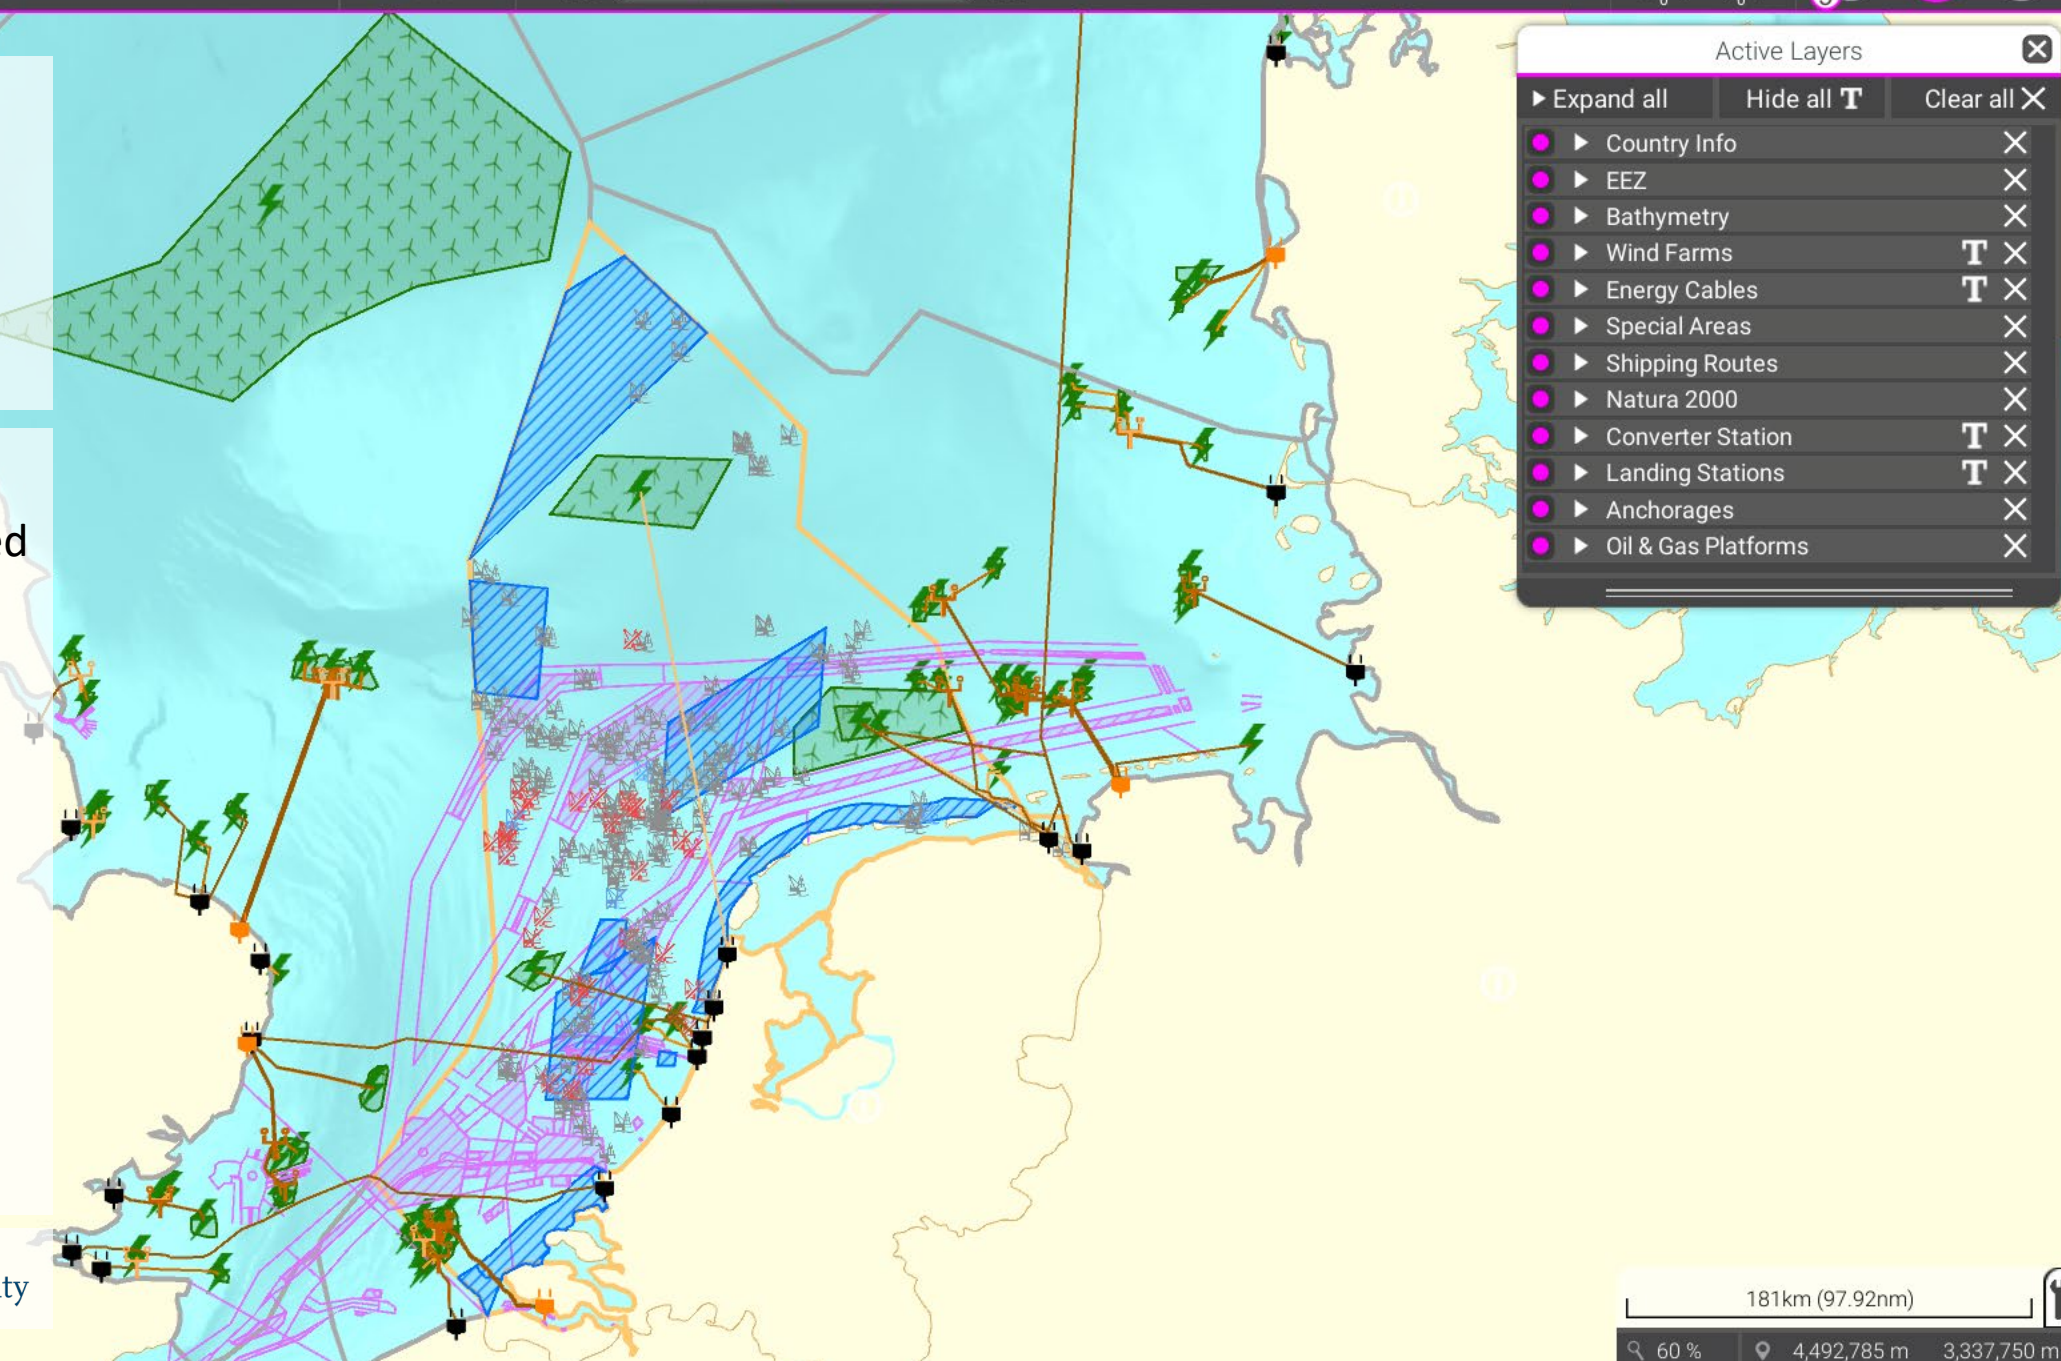 ed
ty
Active Layers
Expand all Hide all T Clear all
Country Info
EEZ
Bathymetry
Wind Farms T
Energy Cables T
Special Areas
Shipping Routes
Natura 2000
Converter Station T
Landing Stations T
Anchorages
Oil & Gas Platforms
181km (97.92nm)
60 % 4,492,785 m 3,337,750 m